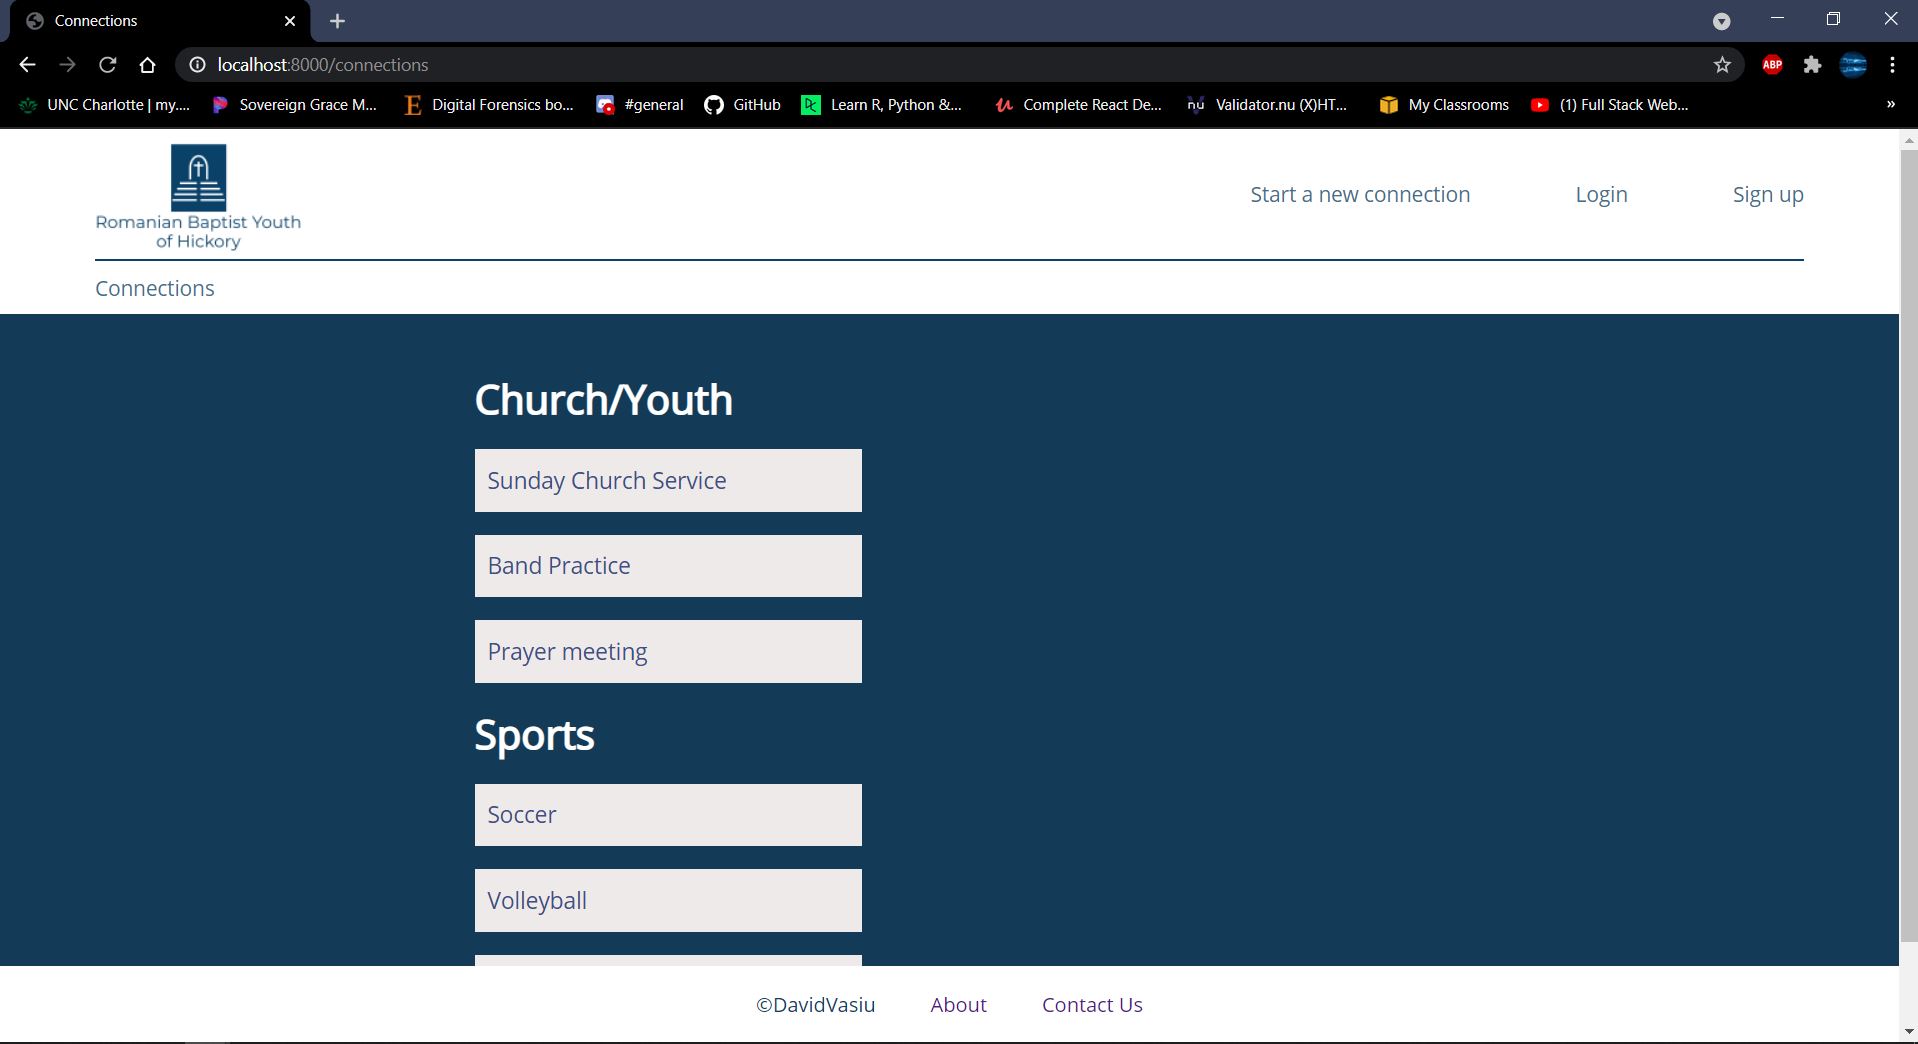 Connections
localhost:8000/connections
ABP
UNC Charlotte | my....
Sovereign Grace M...
E Digital Forensics bo...
#general
GitHub
Learn R, Python &...
Complete React De...
nu Validator.nu (X)HT...
My Classrooms
(1) Full Stack Web...
»
Romanian Baptist Youth
of Hickory
Start a new connection
Login
Sign up
Connections
Church/Youth
Sunday Church Service
Band Practice
Prayer meeting
Sports
Soccer
Volleyball
©DavidVasiu
About
Contact Us